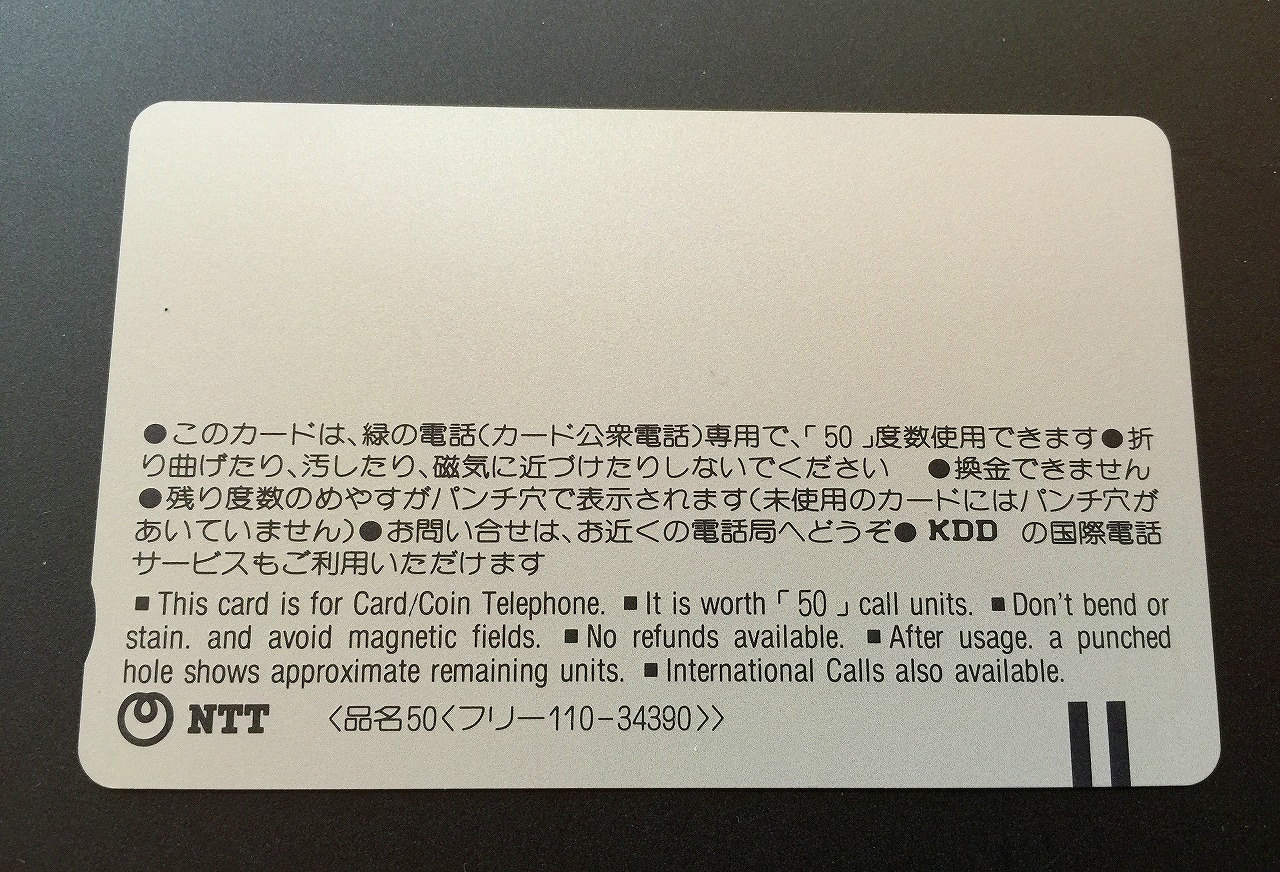 ●このカードは、緑の電話(カード公衆電話)専用で、「50」度数使用できます●折
り曲げたり、汚したり、磁気に近づけたりしないでください ●換金できません
●残り度数のめやすがパンチ穴で表示されます(未使用のカードにはパンチ穴が
あいていません)●お問い合せは、お近くの電話局へどうぞ● KDD の国際電話
サービスもご利用いただけます
■This card is for Card/Coin Telephone. ■It is worth「50」call units. ■Don't bend or
stain. and avoid magnetic fields. ■No refunds available. ■After usage. a punched
hole shows approximate remaining units. ■International Calls also available.
NTT 〈品名50〈フリー110-34390〉〉